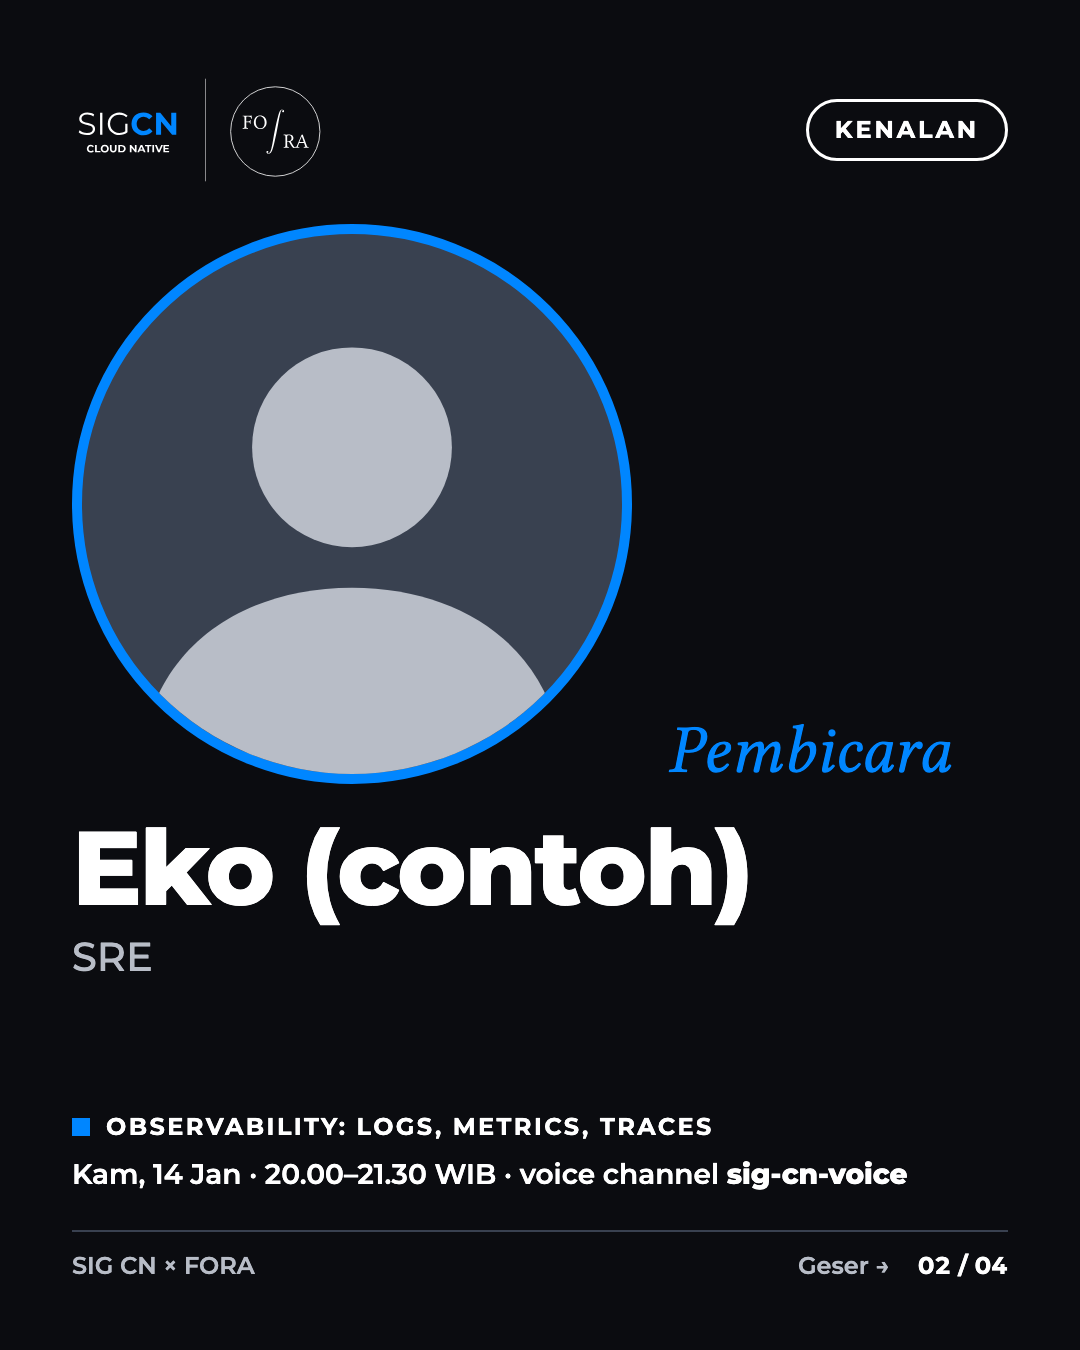 SIGCN
CLOUD NATIVE
FO
RA
KENALAN
Pembicara
Eko (contoh)
SRE
OBSERVABILITY: LOGS, METRICS, TRACES
Kam, 14 Jan · 20.00–21.30 WIB · voice channel sig-cn-voice
SIG CN × FORA
Geser → 02 / 04